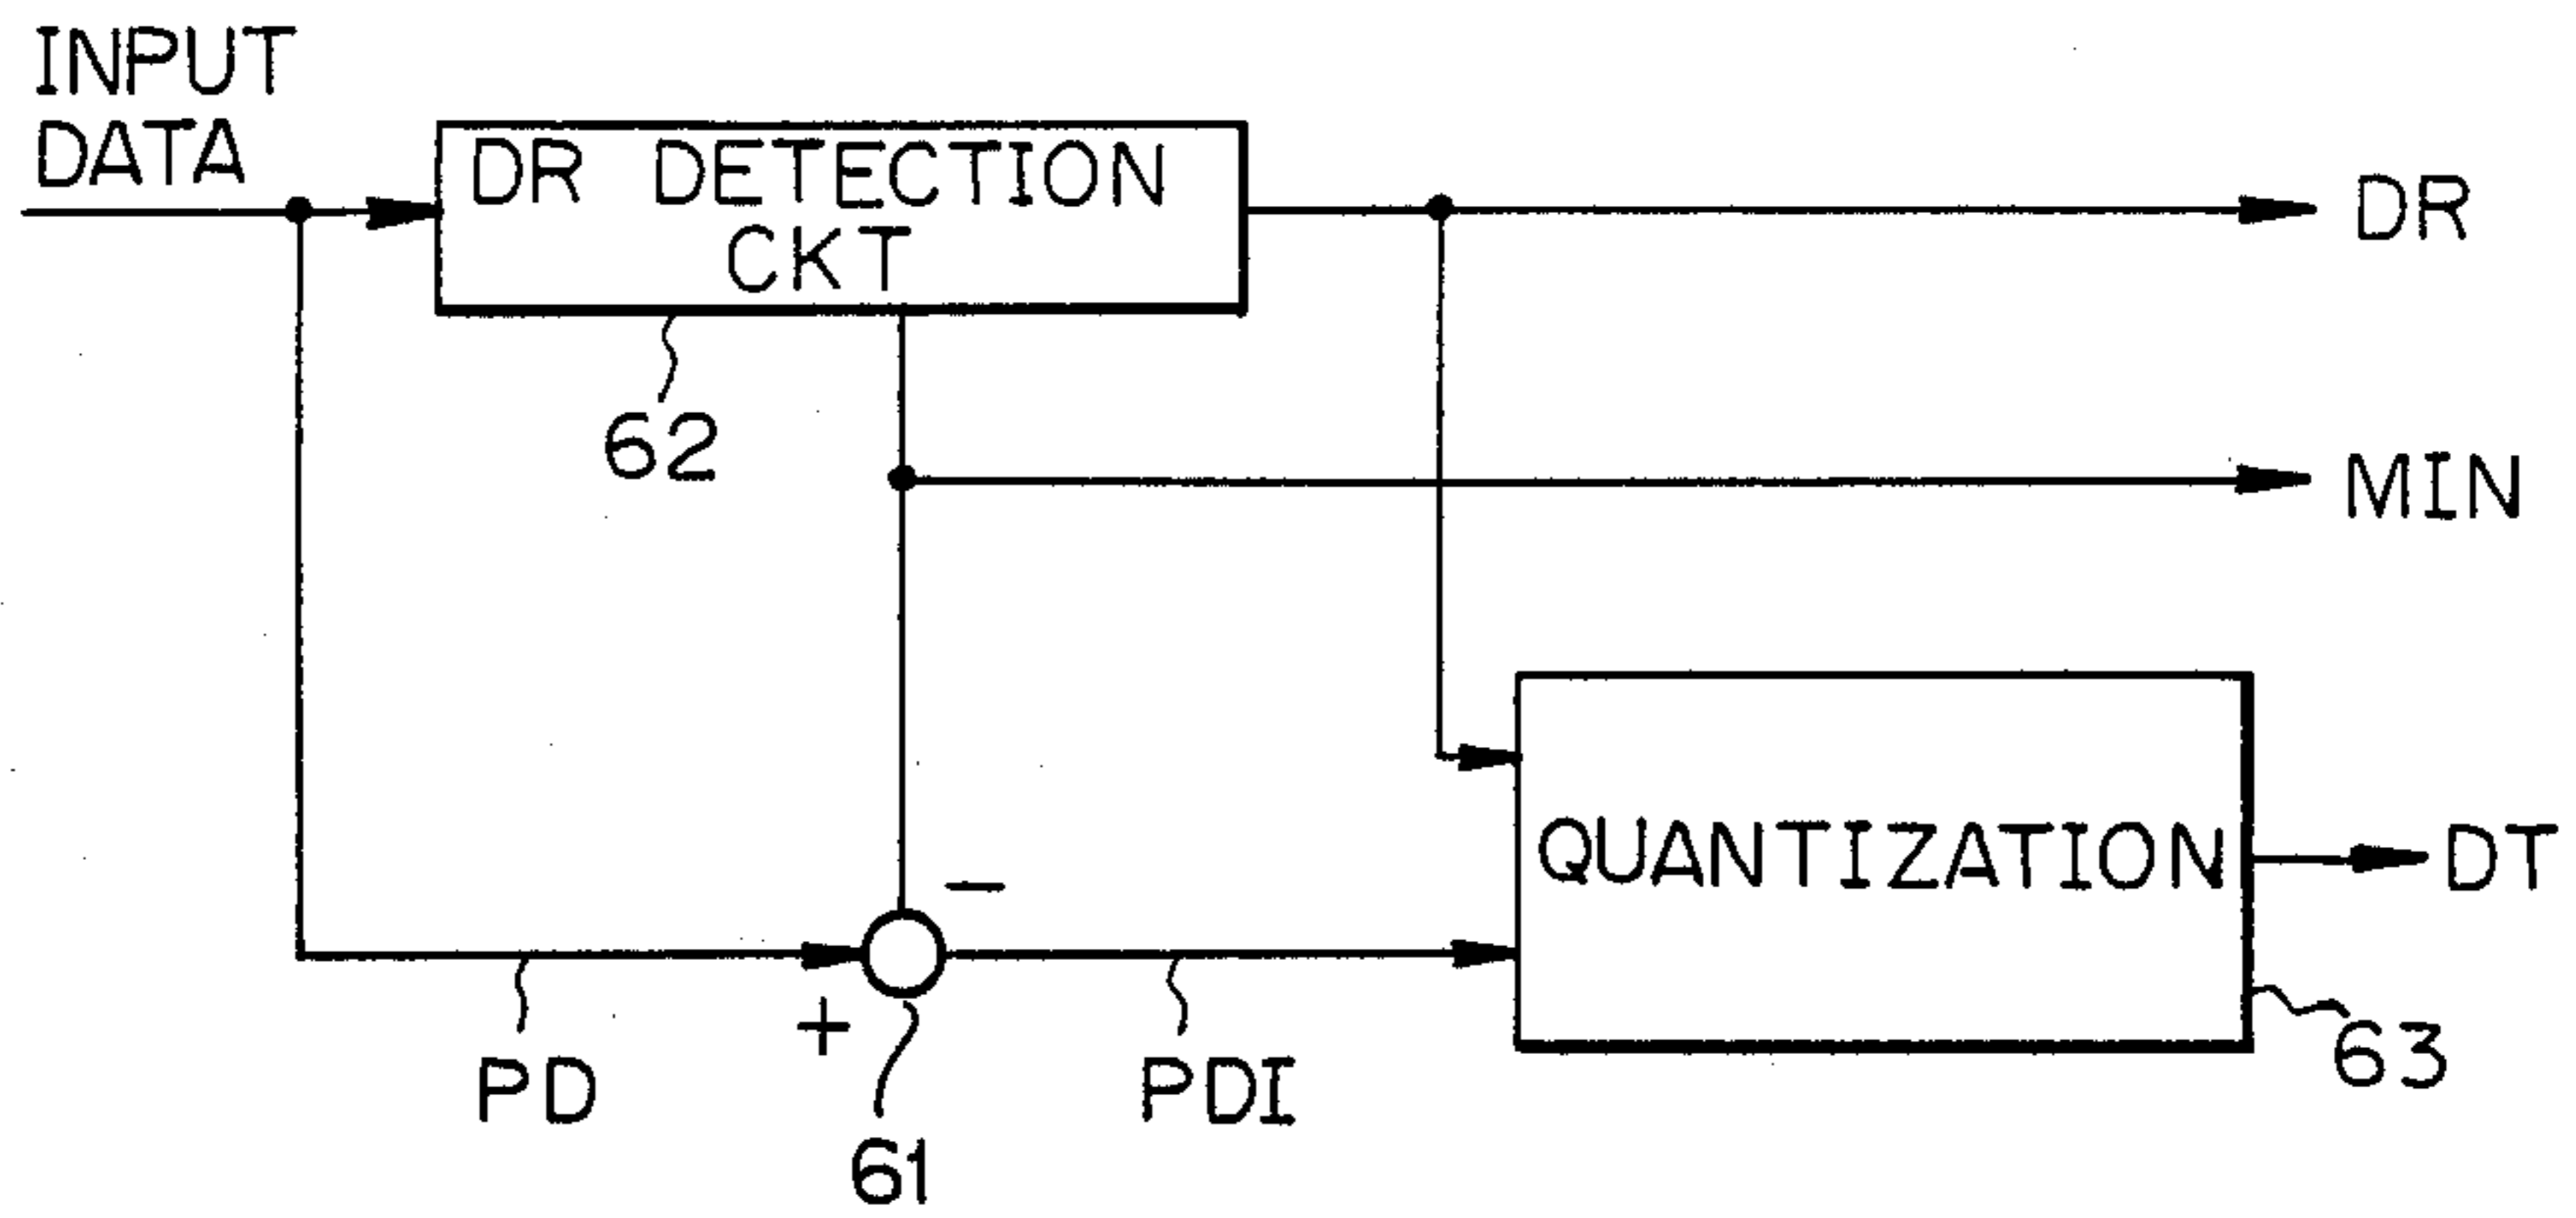 INPUT
DATA
DR DETECTION
CKT
DR
62
MIN
QUANTIZATION
DT
−
+
PD
61
PDI
63